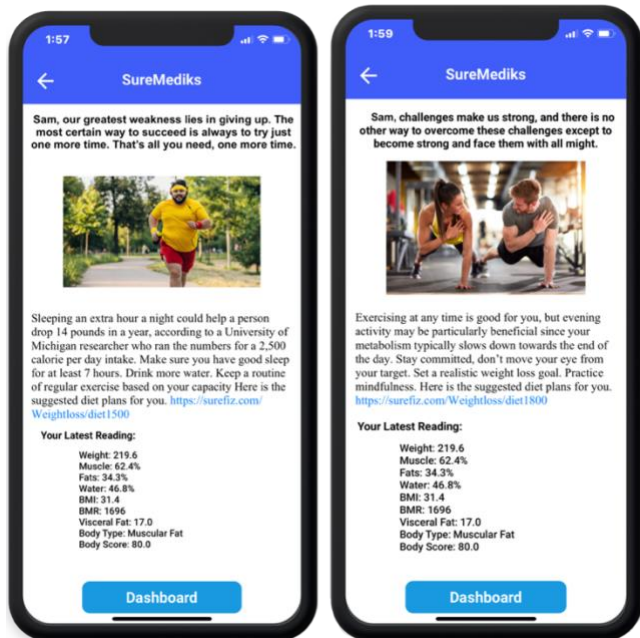 1:57
SureMediks
Sam, our greatest weakness lies in giving up. The
most certain way to succeed is always to try just
one more time. That's all you need, one more time.
Sleeping an extra hour a night could help a person
drop 14 pounds in a year, according to a University of
Michigan researcher who ran the numbers for a 2,500
calorie per day intake. Make sure you have good sleep
for at least 7 hours. Drink more water. Keep a routine
of regular exercise based on your capacity Here is the
suggested diet plans for you. https://surefiz.com/
Weightloss/diet1500
Your Latest Reading:
Weight: 219.6
Muscle: 62.4%
Fats: 34.3%
Water: 46.8%
BMI: 31.4
BMR: 1696
Visceral Fat: 17.0
Body Type: Muscular Fat
Body Score: 80.0
Dashboard
1:59
SureMediks
Sam, challenges make us strong, and there is no
other way to overcome these challenges except to
become strong and face them with all might.
Exercising at any time is good for you, but evening
activity may be particularly beneficial since your
metabolism typically slows down towards the end of
the day. Stay committed, don't move your eye from
your target. Set a realistic weight loss goal. Practice
mindfulness. Here is the suggested diet plans for you.
https://surefiz.com/Weightloss/diet1800
Your Latest Reading:
Weight: 219.6
Muscle: 62.4%
Fats: 34.3%
Water: 46.8%
BMI: 31.4
BMR: 1696
Visceral Fat: 17.0
Body Type: Muscular Fat
Body Score: 80.0
Dashboard